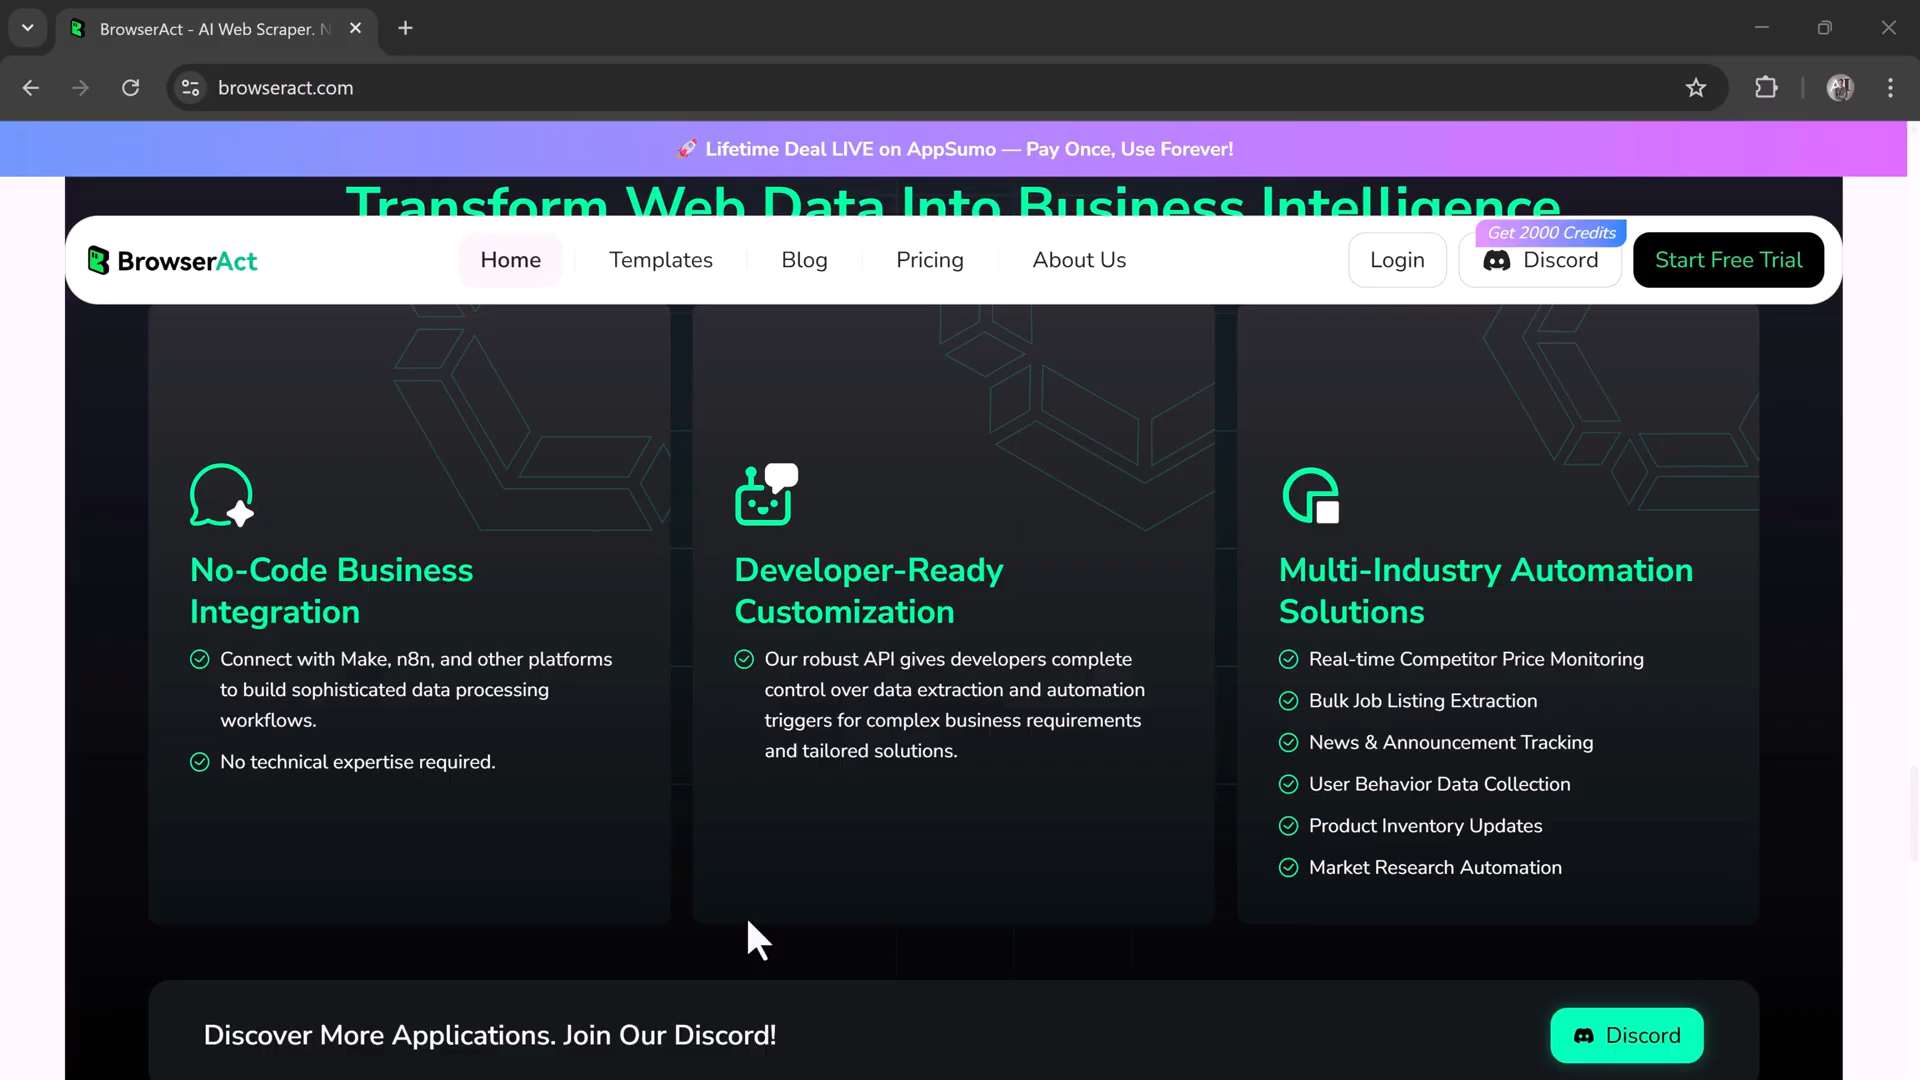 BrowserAct - AI Web Scraper. N
browseract.com
🚀 Lifetime Deal LIVE on AppSumo — Pay Once, Use Forever!
Transform Web Data Into Business Intelligence
BrowserAct
Home
Templates
Blog
Pricing
About Us
Login
Get 2000 Credits
Discord
Start Free Trial
No-Code Business
Integration
Connect with Make, n8n, and other platforms
to build sophisticated data processing
workflows.
No technical expertise required.
Developer-Ready
Customization
Our robust API gives developers complete
control over data extraction and automation
triggers for complex business requirements
and tailored solutions.
Multi-Industry Automation
Solutions
Real-time Competitor Price Monitoring
Bulk Job Listing Extraction
News & Announcement Tracking
User Behavior Data Collection
Product Inventory Updates
Market Research Automation
Discover More Applications. Join Our Discord!
Discord